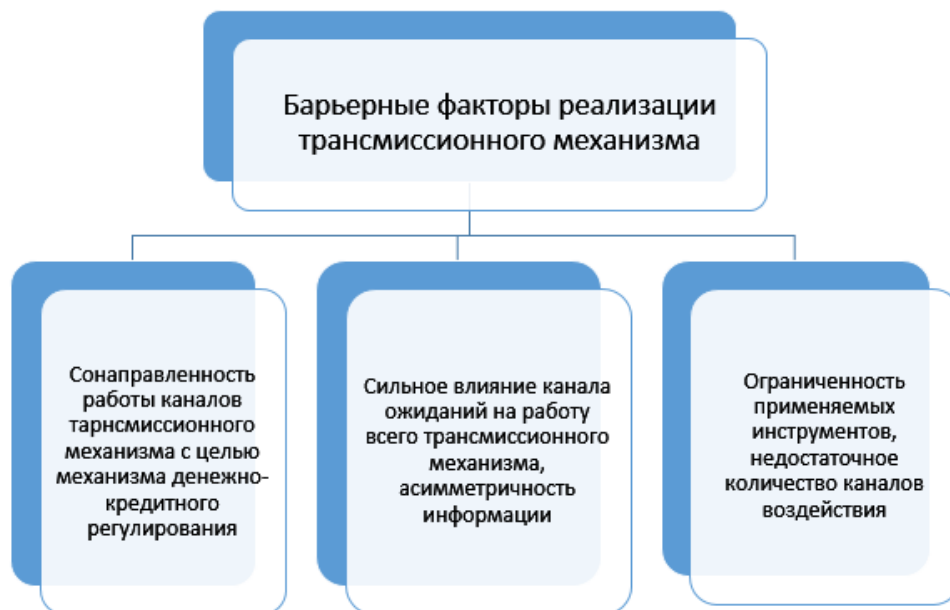 Барьерные факторы реализации
трансмиссионного механизма
Сонаправленность
работы каналов
тарнсмиссионного
механизма с целью
механизма денежно-
кредитного
регулирования
Сильное влияние канала
ожиданий на работу
всего трансмиссионного
механизма,
асимметричность
информации
Ограниченность
применяемых
инструментов,
недостаточное
количество каналов
воздействия